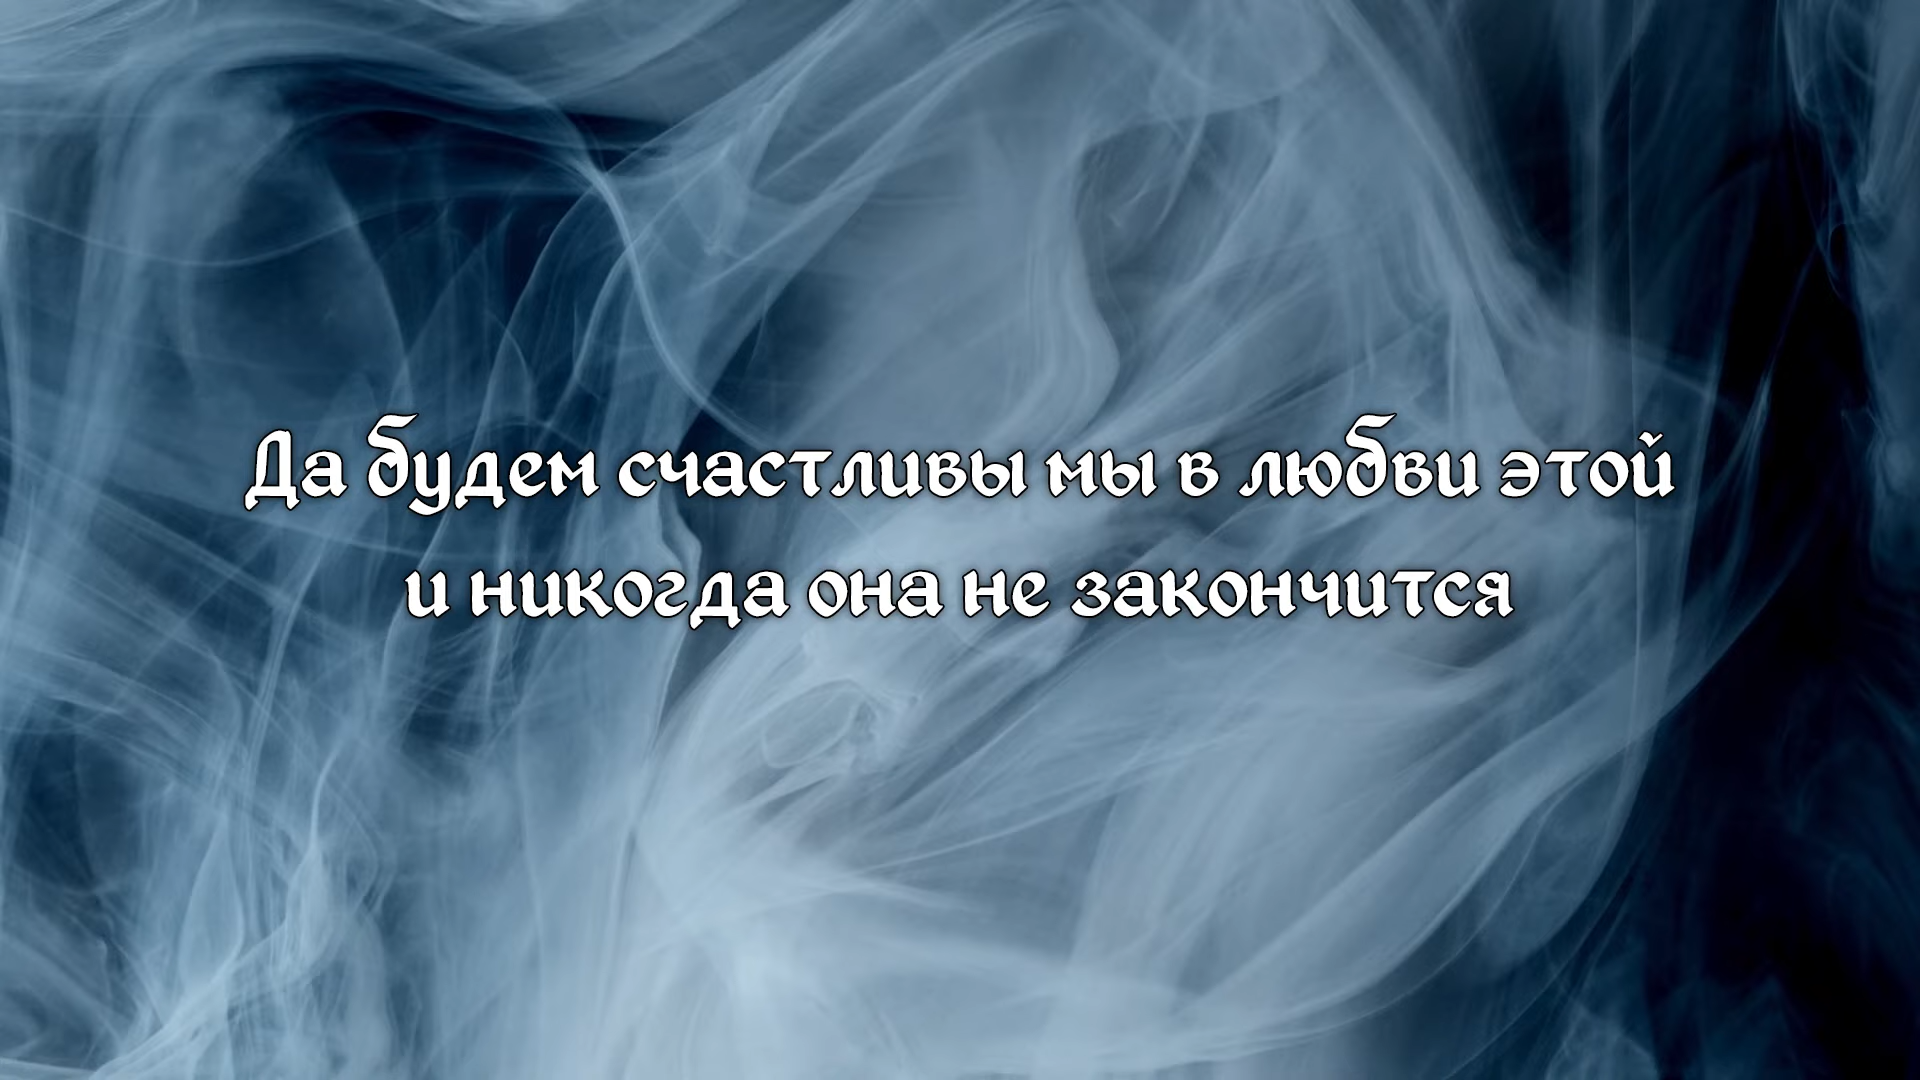 Да будем счастливы мы в любви этой
и никогда она не закончится